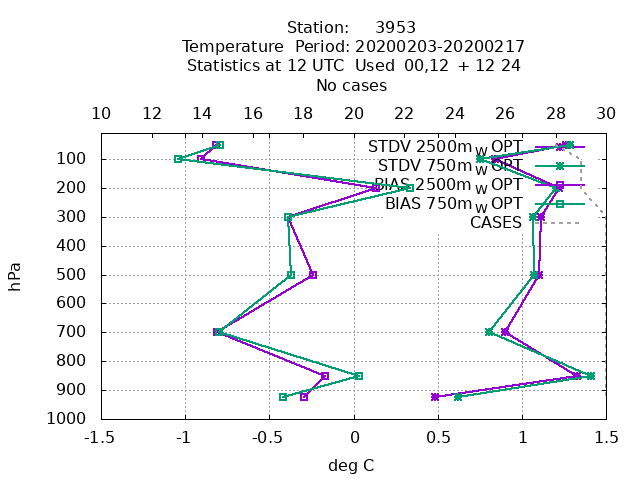 Station:     3953
Temperature  Period: 20200203-20200217
Statistics at 12 UTC  Used  00,12  + 12 24
No cases
10 12 14 16 18 20 22 24 26 28 30
STDV 2500m_W OPT
STDV 750m_W OPT
BIAS 2500m_W OPT
BIAS 750m_W OPT
CASES
100
200
300
400
500
600
700
800
900
1000
hPa
-1.5 -1 -0.5 0 0.5 1 1.5
deg C